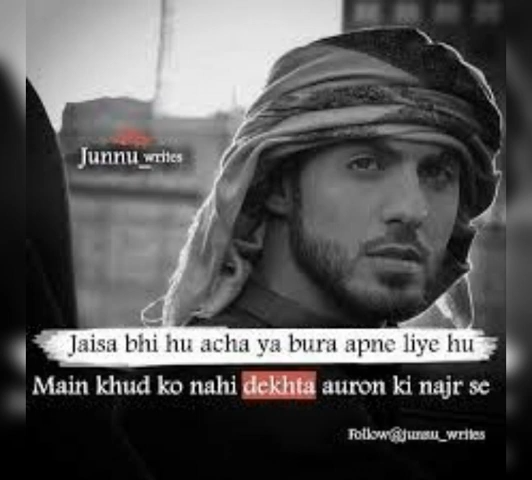 Junnu_writes
Jaisa bhi hu acha ya bura apne liye hu
Main khud ko nahi dekhta auron ki najr se
Follow@junsu_writes